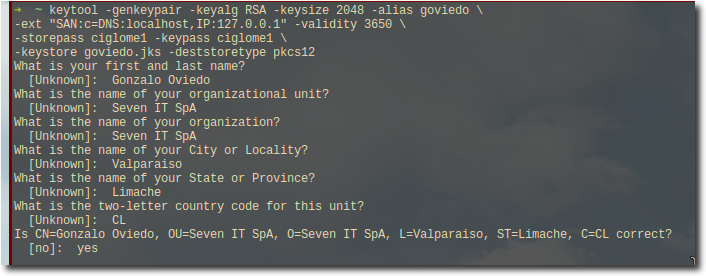 ➜  ~ keytool -genkeypair -keyalg RSA -keysize 2048 -alias goviedo \
-ext "SAN:c=DNS:localhost,IP:127.0.0.1" -validity 3650 \
-storepass ciglome1 -keypass ciglome1 \
-keystore goviedo.jks -deststoretype pkcs12
What is your first and last name?
  [Unknown]:  Gonzalo Oviedo
What is the name of your organizational unit?
  [Unknown]:  Seven IT SpA
What is the name of your organization?
  [Unknown]:  Seven IT SpA
What is the name of your City or Locality?
  [Unknown]:  Valparaiso
What is the name of your State or Province?
  [Unknown]:  Limache
What is the two-letter country code for this unit?
  [Unknown]:  CL
Is CN=Gonzalo Oviedo, OU=Seven IT SpA, O=Seven IT SpA, L=Valparaiso, ST=Limache, C=CL correct?
  [no]:  yes